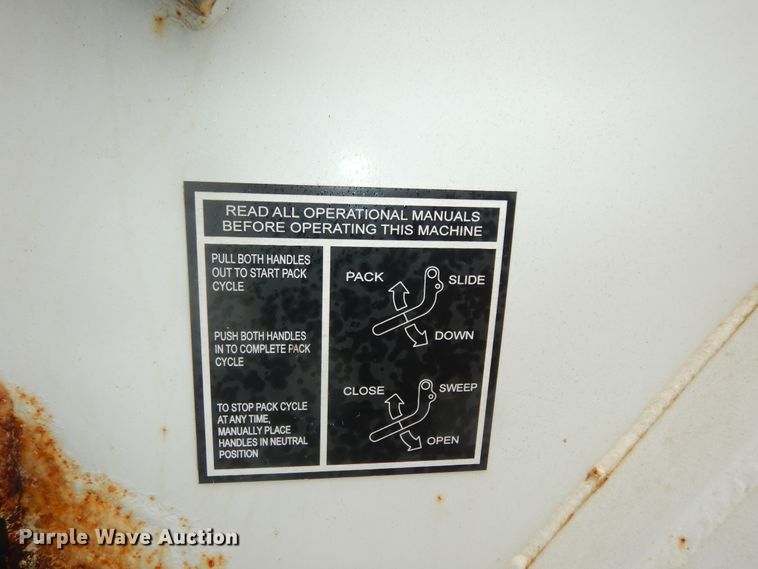 READ ALL OPERATIONAL MANUALS
BEFORE OPERATING THIS MACHINE
PULL BOTH HANDLES
OUT TO START PACK
CYCLE
PUSH BOTH HANDLES
IN TO COMPLETE PACK
CYCLE
TO STOP PACK CYCLE
AT ANY TIME,
MANUALLY PLACE
HANDLES IN NEUTRAL
POSITION
PACK
SLIDE
DOWN
CLOSE
SWEEP
OPEN
Purple Wave Auction